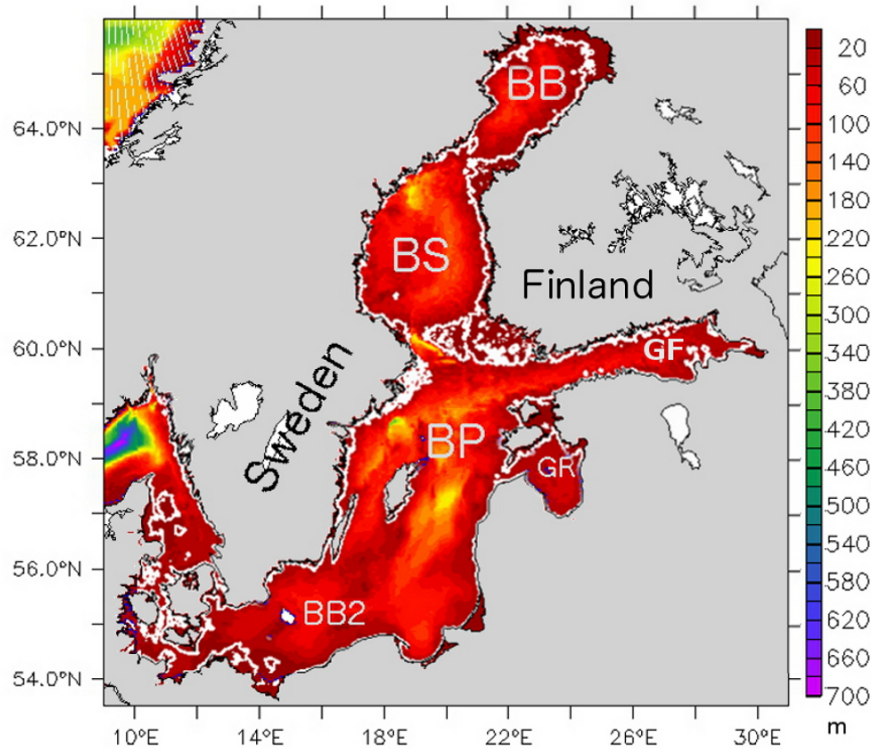 BB
BS
Finland
GF
Sweden
BP
GR
BB2
64.0°N
62.0°N
60.0°N
58.0°N
56.0°N
54.0°N
10°E
14°E
18°E
22°E
26°E
30°E
20
60
100
140
180
220
260
300
340
380
420
460
500
540
580
620
660
700
m